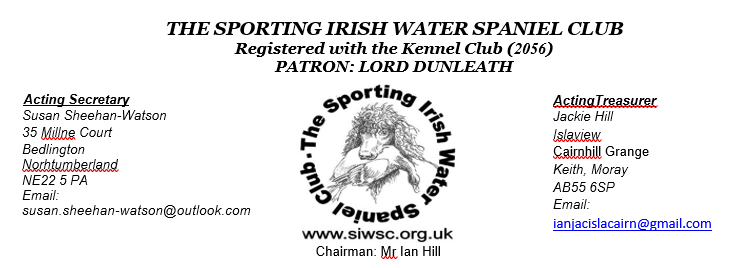 THE SPORTING IRISH WATER SPANIEL CLUB
Registered with the Kennel Club (2056)
PATRON: LORD DUNLEATH
Acting Secretary
Susan Sheehan-Watson
35 Millne Court
Bedlington
Norhtumberland
NE22 5 PA
Email:
susan.sheehan-watson@outlook.com
The Sporting Irish Water Spaniel Club ·
www.siwsc.org.uk
Chairman: Mr Ian Hill
ActingTreasurer
Jackie Hill
Islaview
Cairnhill Grange
Keith, Moray
AB55 6SP
Email:
ianjacislacairn@gmail.com